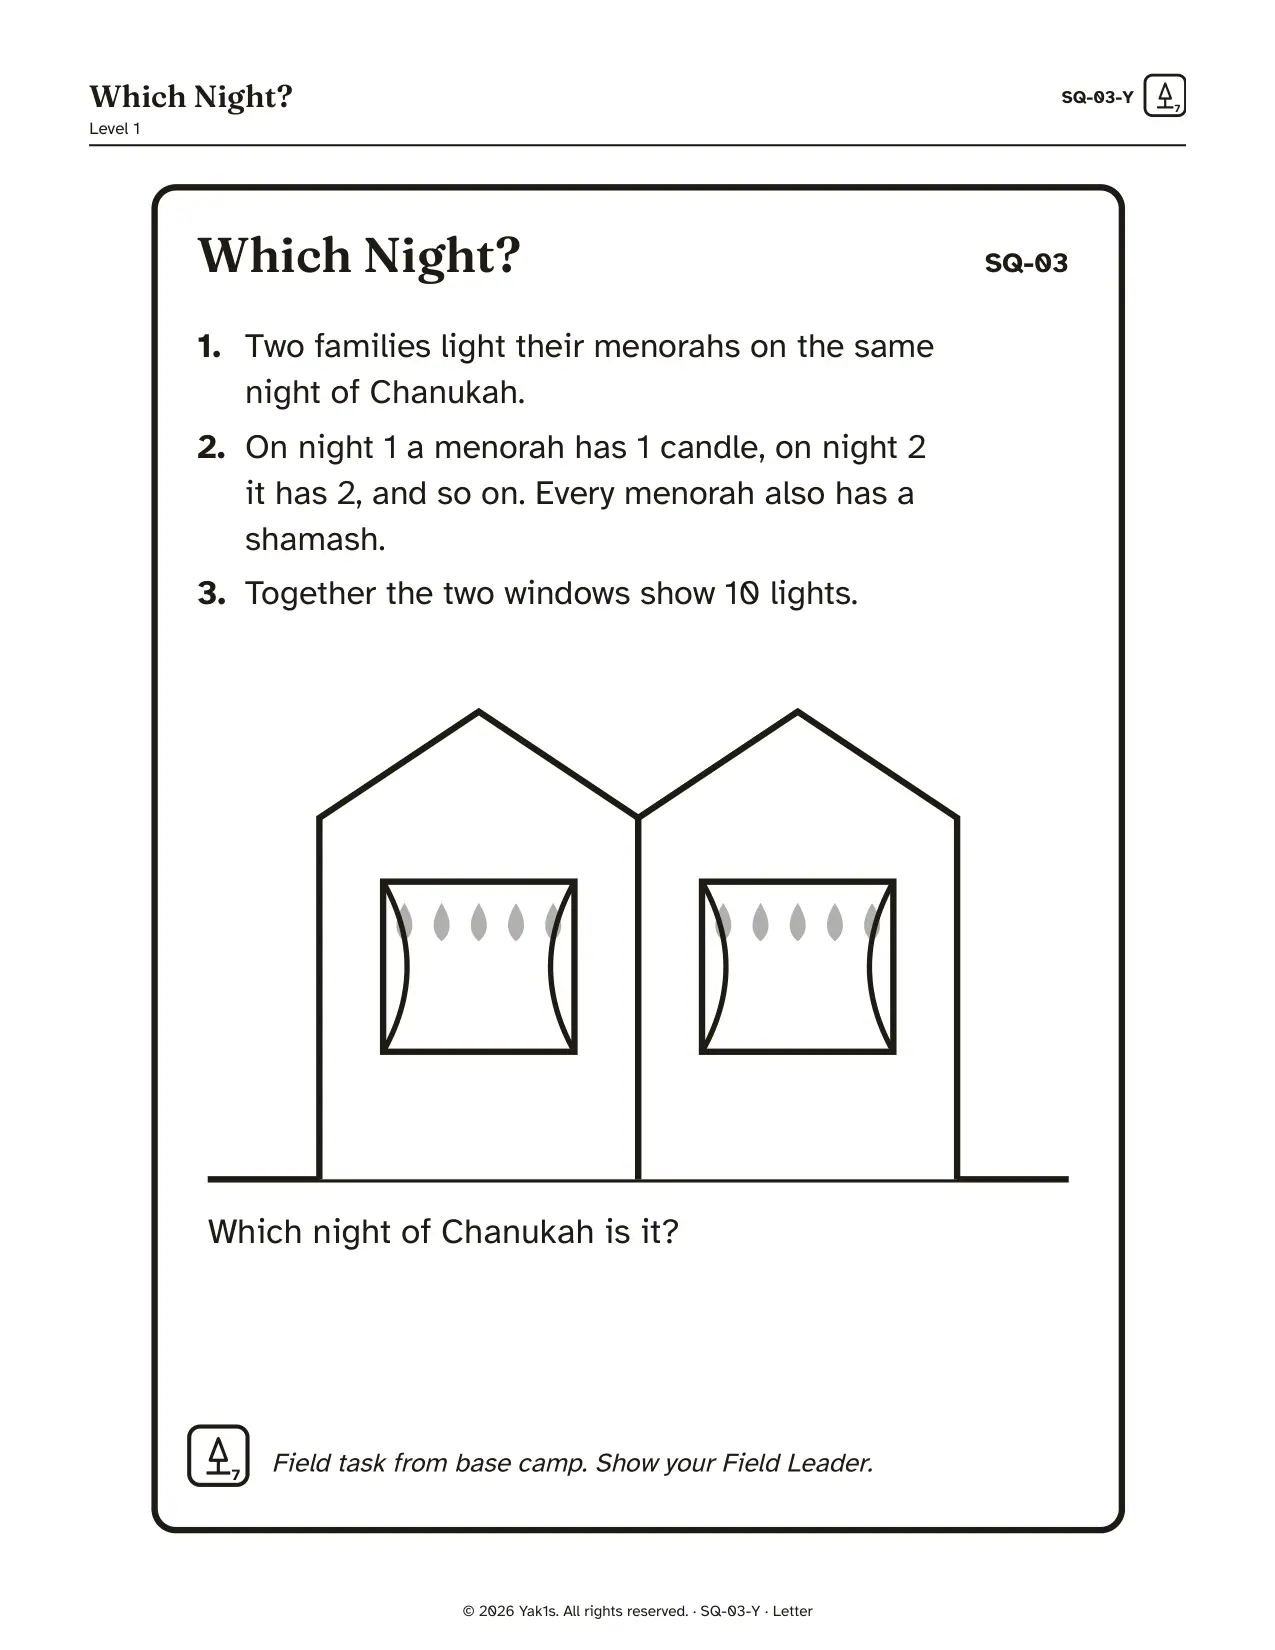 Which Night?
SQ-03-Y
7
Level 1
Which Night?
SQ-03
1. Two families light their menorahs on the same
night of Chanukah.
2. On night 1 a menorah has 1 candle, on night 2
it has 2, and so on. Every menorah also has a
shamash.
3. Together the two windows show 10 lights.
Which night of Chanukah is it?
7
Field task from base camp. Show your Field Leader.
© 2026 Yak1s. All rights reserved. · SQ-03-Y · Letter